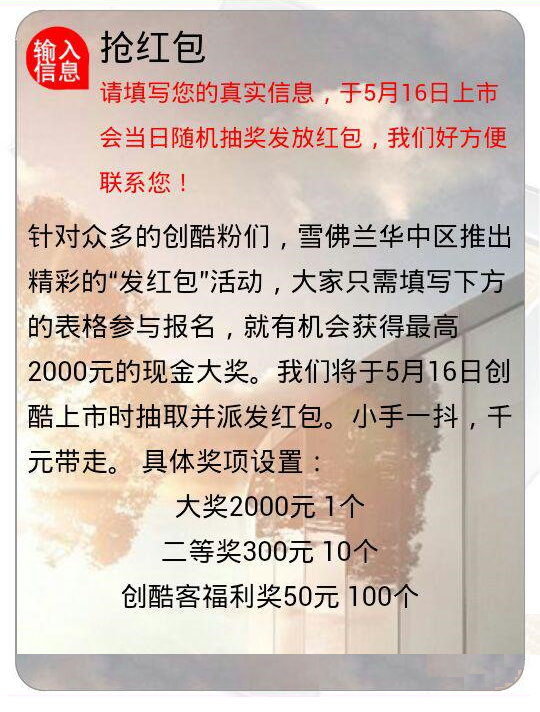 输入
信息
抢红包
请填写您的真实信息，于5月16日上市
会当日随机抽奖发放红包，我们好方便
联系您！
针对众多的创酷粉们，雪佛兰华中区推出
精彩的“发红包”活动，大家只需填写下方
的表格参与报名，就有机会获得最高
2000元的现金大奖。我们将于5月16日创
酷上市时抽取并派发红包。小手一抖，千
元带走。 具体奖项设置：
大奖2000元 1个
二等奖300元 10个
创酷客福利奖50元 100个